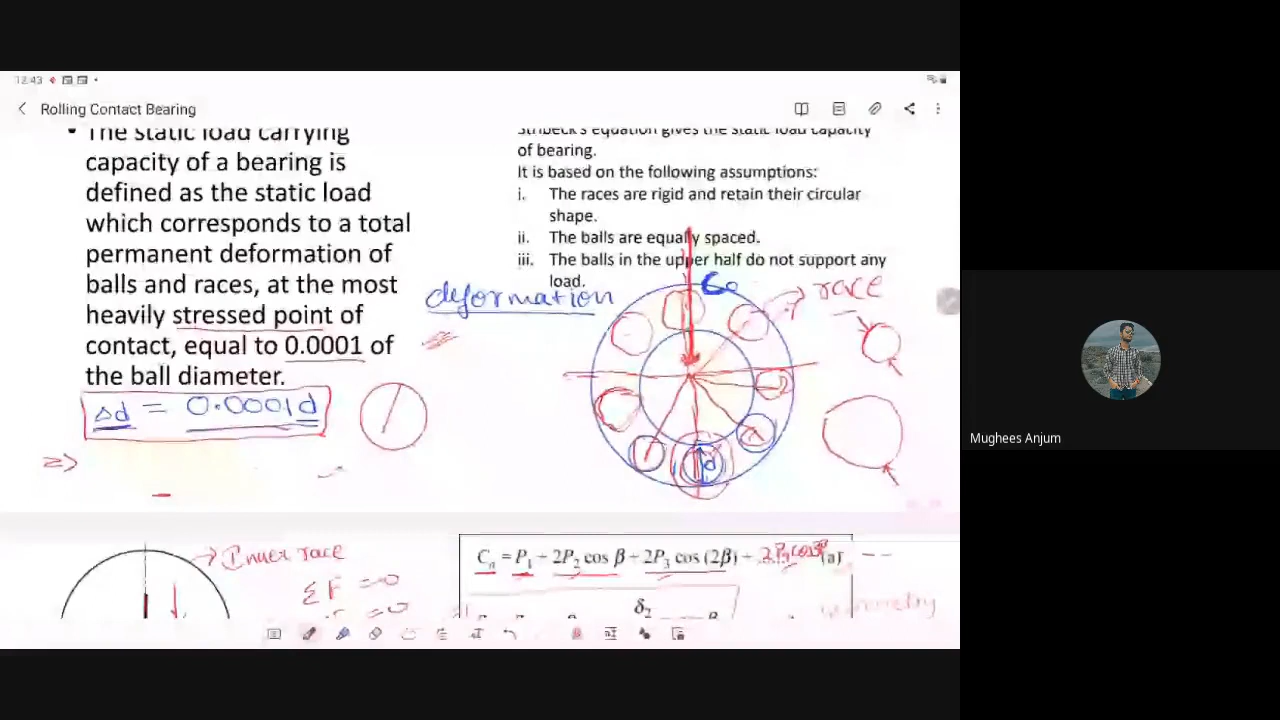 12:43
Rolling Contact Bearing
• The static load carrying
capacity of a bearing is
defined as the static load
which corresponds to a total
permanent deformation of
balls and races, at the most
heavily stressed point of
contact, equal to 0.0001 of
the ball diameter.
Δd = 0.0001d
=>
Stribeck's equation gives the static load capacity
of bearing.
It is based on the following assumptions:
i. The races are rigid and retain their circular
shape.
ii. The balls are equally spaced.
iii. The balls in the upper half do not support any
load.
deformation
Co
race
d
Inner race
ΣF =0
=0
Co = P1 + 2P2 cos β + 2P3 cos (2β) + (a) --
δ2
geometry
Mughees Anjum